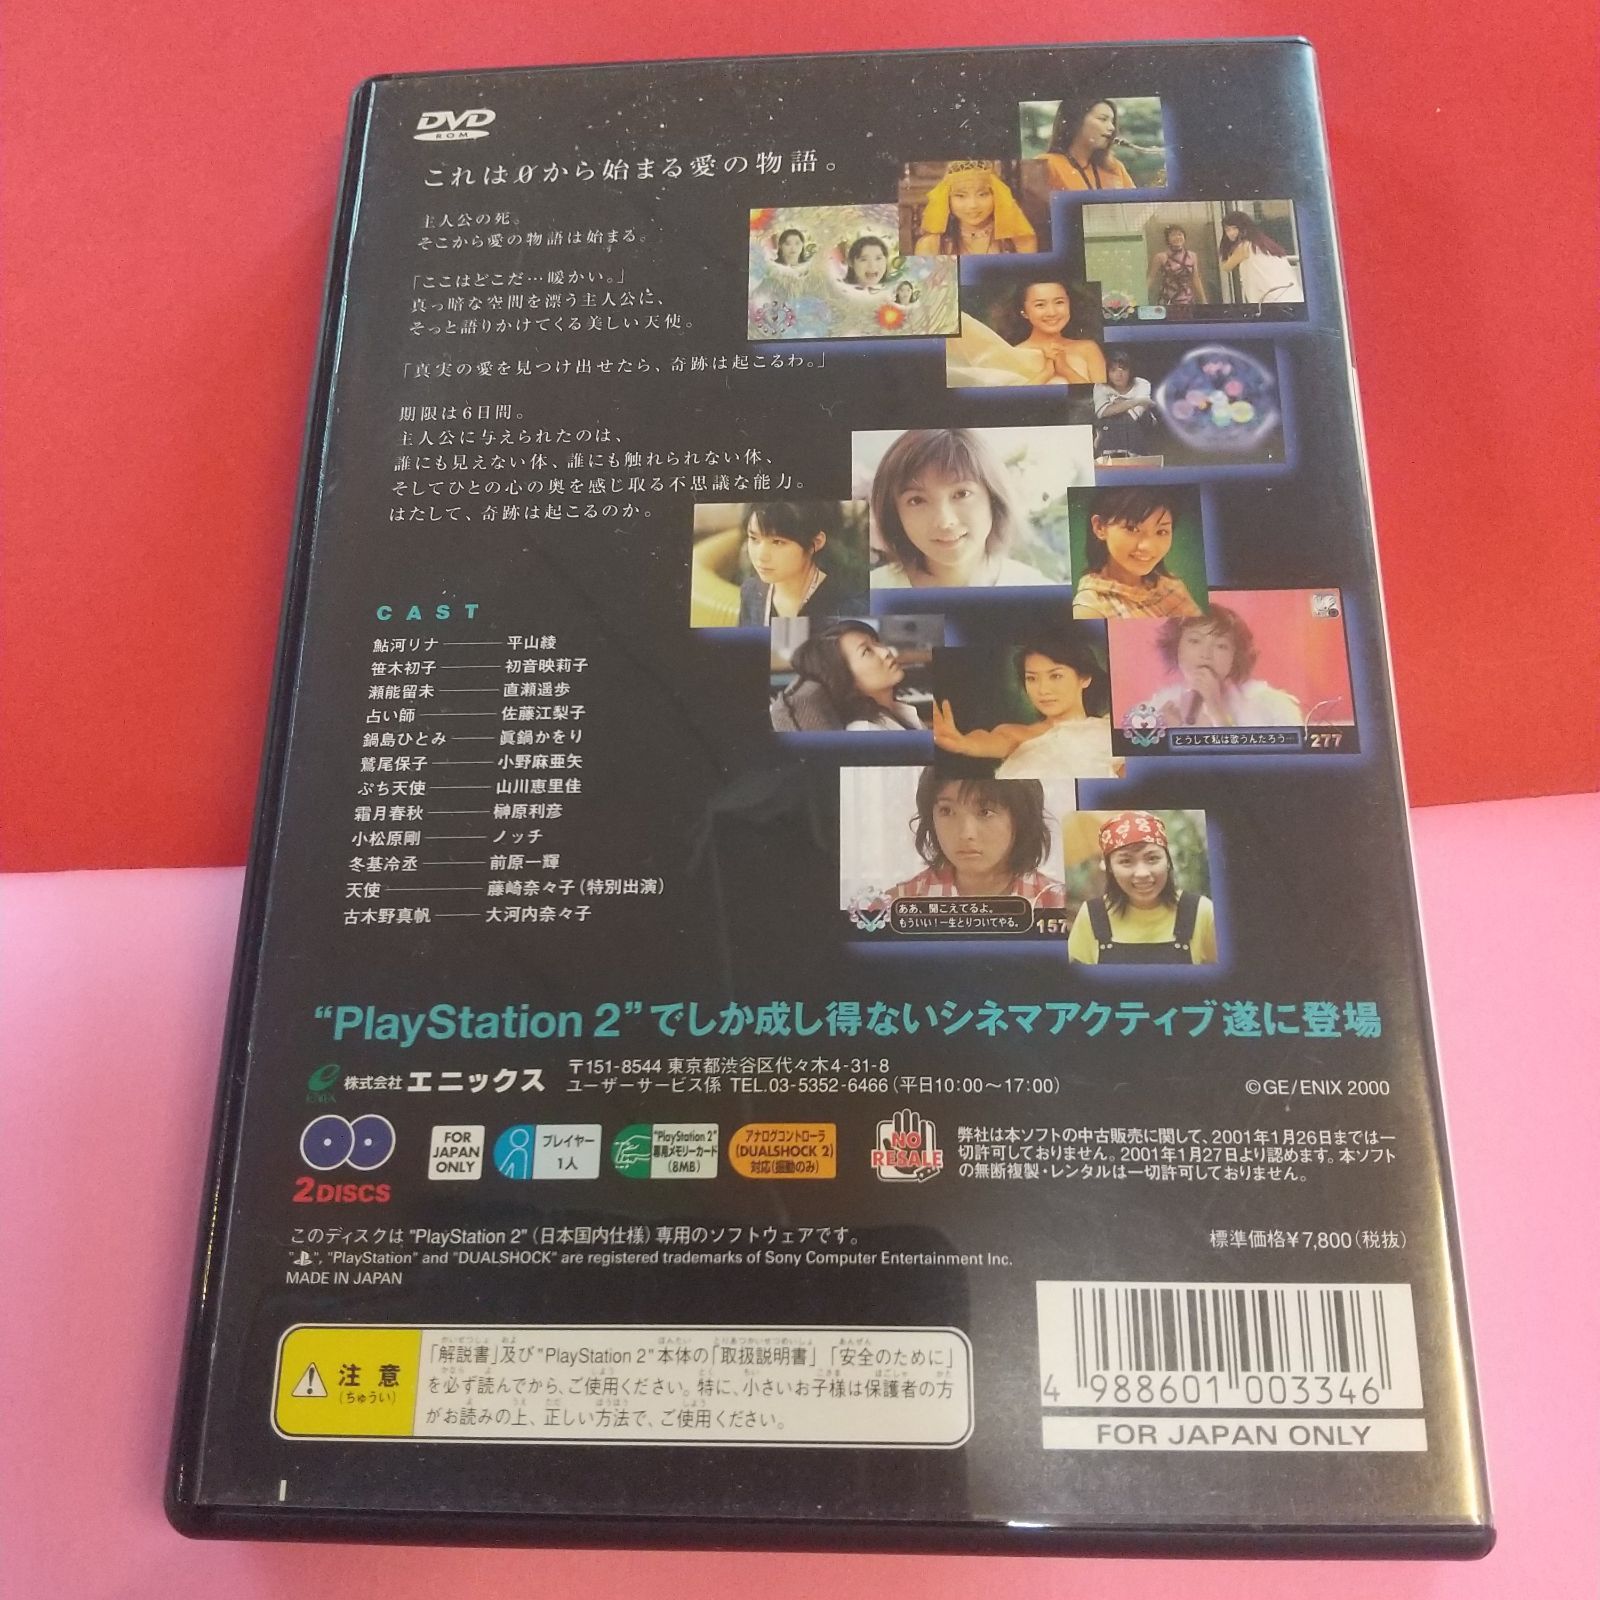 DVD
ROM
これは0から始まる愛の物語。
主人公の死。
そこから愛の物語は始まる。
「ここはどこだ…暖かい。」
真っ暗な空間を漂う主人公に、
そっと語りかけてくる美しい天使。
「真実の愛を見つけ出せたら、奇跡は起こるわ。」
期限は6日間。
主人公に与えられたのは、
誰にも見えない体、誰にも触れられない体、
そしてひとの心の奥を感じ取る不思議な能力。
はたして、奇跡は起こるのか。
CAST
鮎河リナ――平山綾
笹木初子――初音映莉子
瀬能留未――直瀬遥歩
占い師――佐藤江梨子
鍋島ひとみ――眞鍋かをり
鷲尾保子――小野麻亜矢
ぷち天使――山川恵里佳
霜月春秋――榊原利彦
小松原剛――ノッチ
冬基冷丞――前原一輝
天使――藤崎奈々子(特別出演)
古木野真帆――大河内奈々子
どうして私は歌うんだろう…
277
ああ、聞こえてるよ。
もういい!一生とりついてやる。
157
"PlayStation 2"でしか成し得ないシネマアクティブ遂に登場
ENIX
株式会社 エニックス
〒151-8544 東京都渋谷区代々木4-31-8
ユーザーサービス係 TEL.03-5352-6466(平日10:00～17:00)
©GE/ENIX 2000
2DISCS
FOR JAPAN ONLY
プレイヤー
1人
"PlayStation 2"
専用メモリーカード
(8MB)
アナログコントローラ
(DUALSHOCK 2)
対応(振動のみ)
NO RESALE
弊社は本ソフトの中古販売に関して、2001年1月26日までは一
切許可しておりません。2001年1月27日より認めます。本ソフト
の無断複製・レンタルは一切許可しておりません。
このディスクは "PlayStation 2"(日本国内仕様)専用のソフトウェアです。
標準価格¥7,800(税抜)
" ", "PlayStation" and "DUALSHOCK" are registered trademarks of Sony Computer Entertainment Inc.
MADE IN JAPAN
注意
(ちゅうい)
「解説書」及び"PlayStation 2"本体の「取扱説明書」「安全のために」
を必ず読んでから、ご使用ください。特に、小さいお子様は保護者の方
がお読みの上、正しい方法で、ご使用ください。
4 988601 003346
FOR JAPAN ONLY